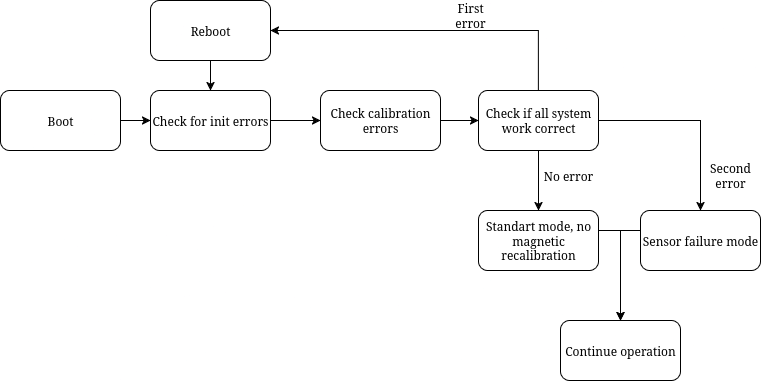 First
error
Reboot
Boot
Check for init errors
Check calibration
errors
Check if all system
work correct
No error
Second
error
Standart mode, no
magnetic
recalibration
Sensor failure mode
Continue operation